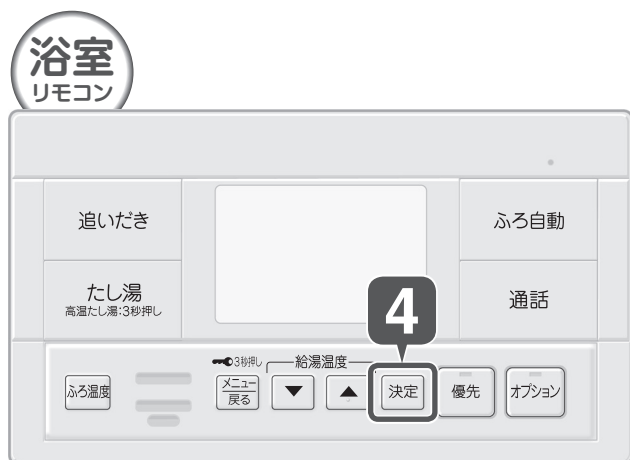 浴室
リモコン
追いだき
ふろ自動
たし湯
高温たし湯:3秒押し
4
通話
3秒押し
給湯温度
ふろ温度
メニュー
戻る
▼
▲
決定
優先
オプション